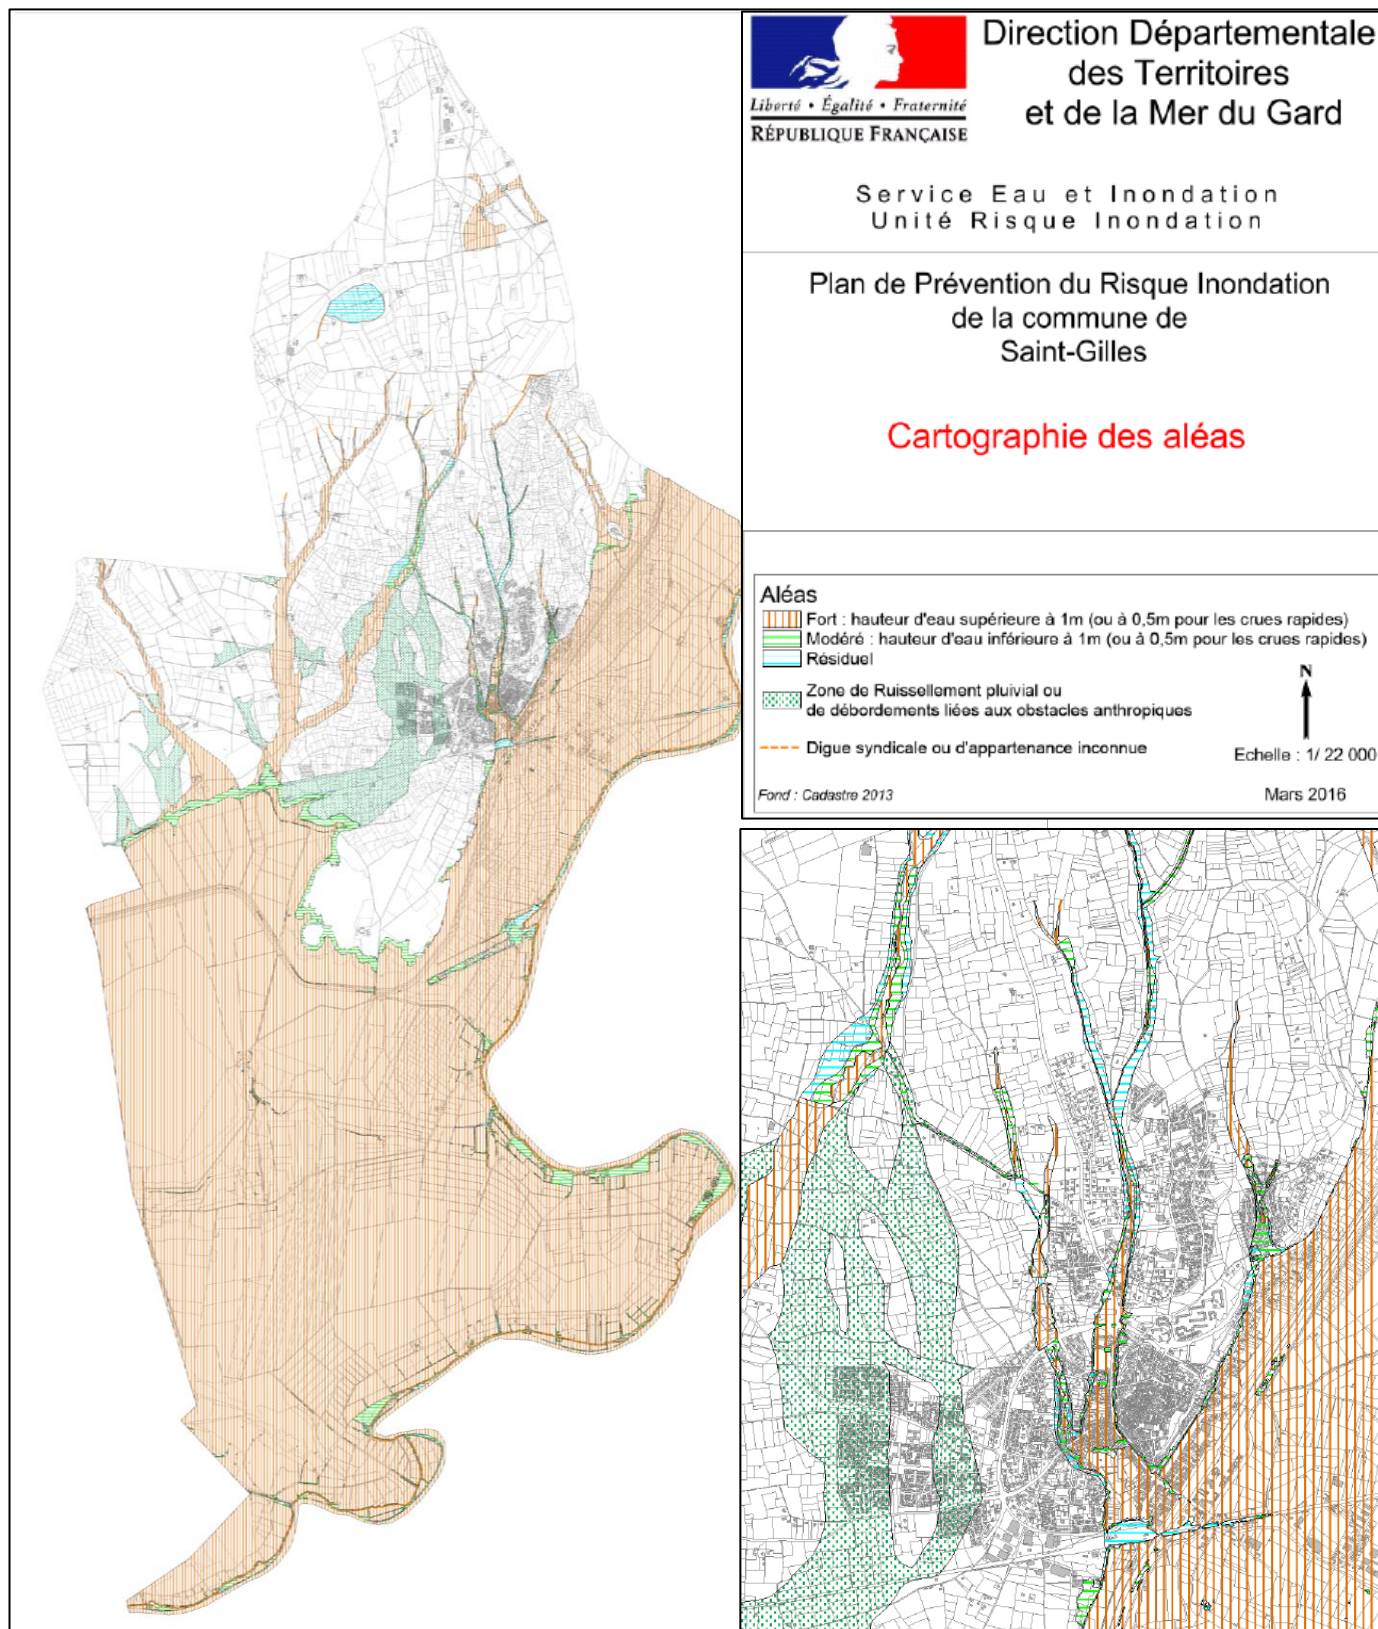 Liberté • Égalité • Fraternité
RÉPUBLIQUE FRANÇAISE
Direction Départementale
des Territoires
et de la Mer du Gard
Service Eau et Inondation
Unité Risque Inondation
Plan de Prévention du Risque Inondation
de la commune de
Saint-Gilles
Cartographie des aléas
Aléas
Fort : hauteur d'eau supérieure à 1m (ou à 0,5m pour les crues rapides)
Modéré : hauteur d'eau inférieure à 1m (ou à 0,5m pour les crues rapides)
Résiduel
Zone de Ruissellement pluvial ou
de débordements liées aux obstacles anthropiques
Digue syndicale ou d'appartenance inconnue
N
Echelle : 1/ 22 000
Fond : Cadastre 2013
Mars 2016